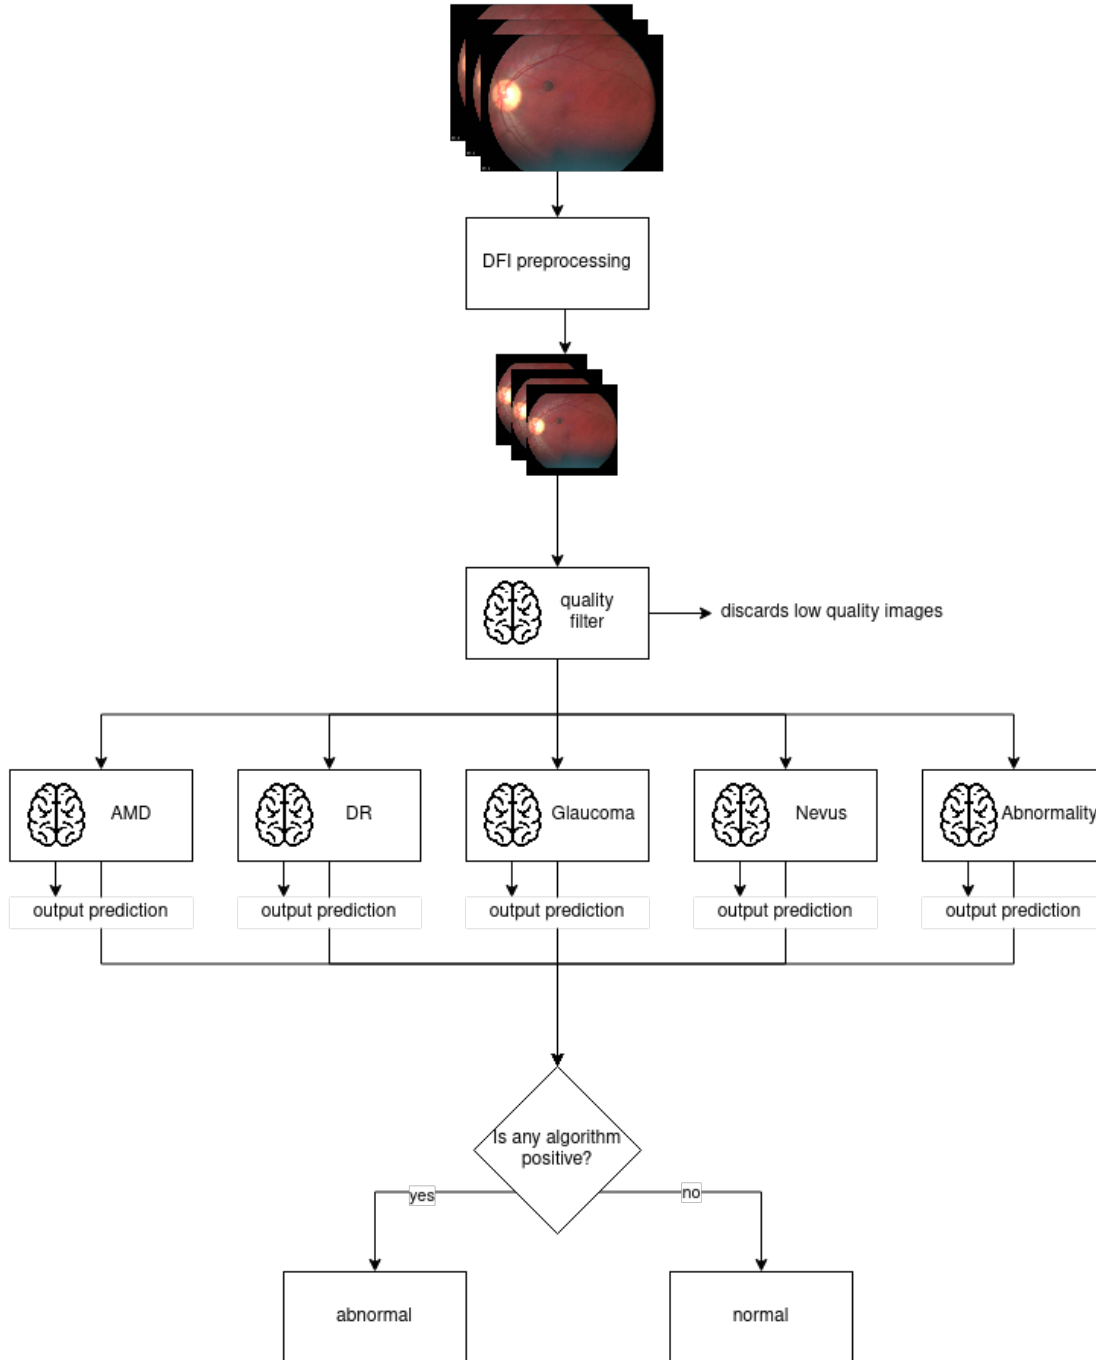 DFI preprocessing
quality
filter
discards low quality images
AMD
DR
Glaucoma
Nevus
Abnormality
output prediction
output prediction
output prediction
output prediction
output prediction
Is any algorithm
positive?
yes
no
abnormal
normal